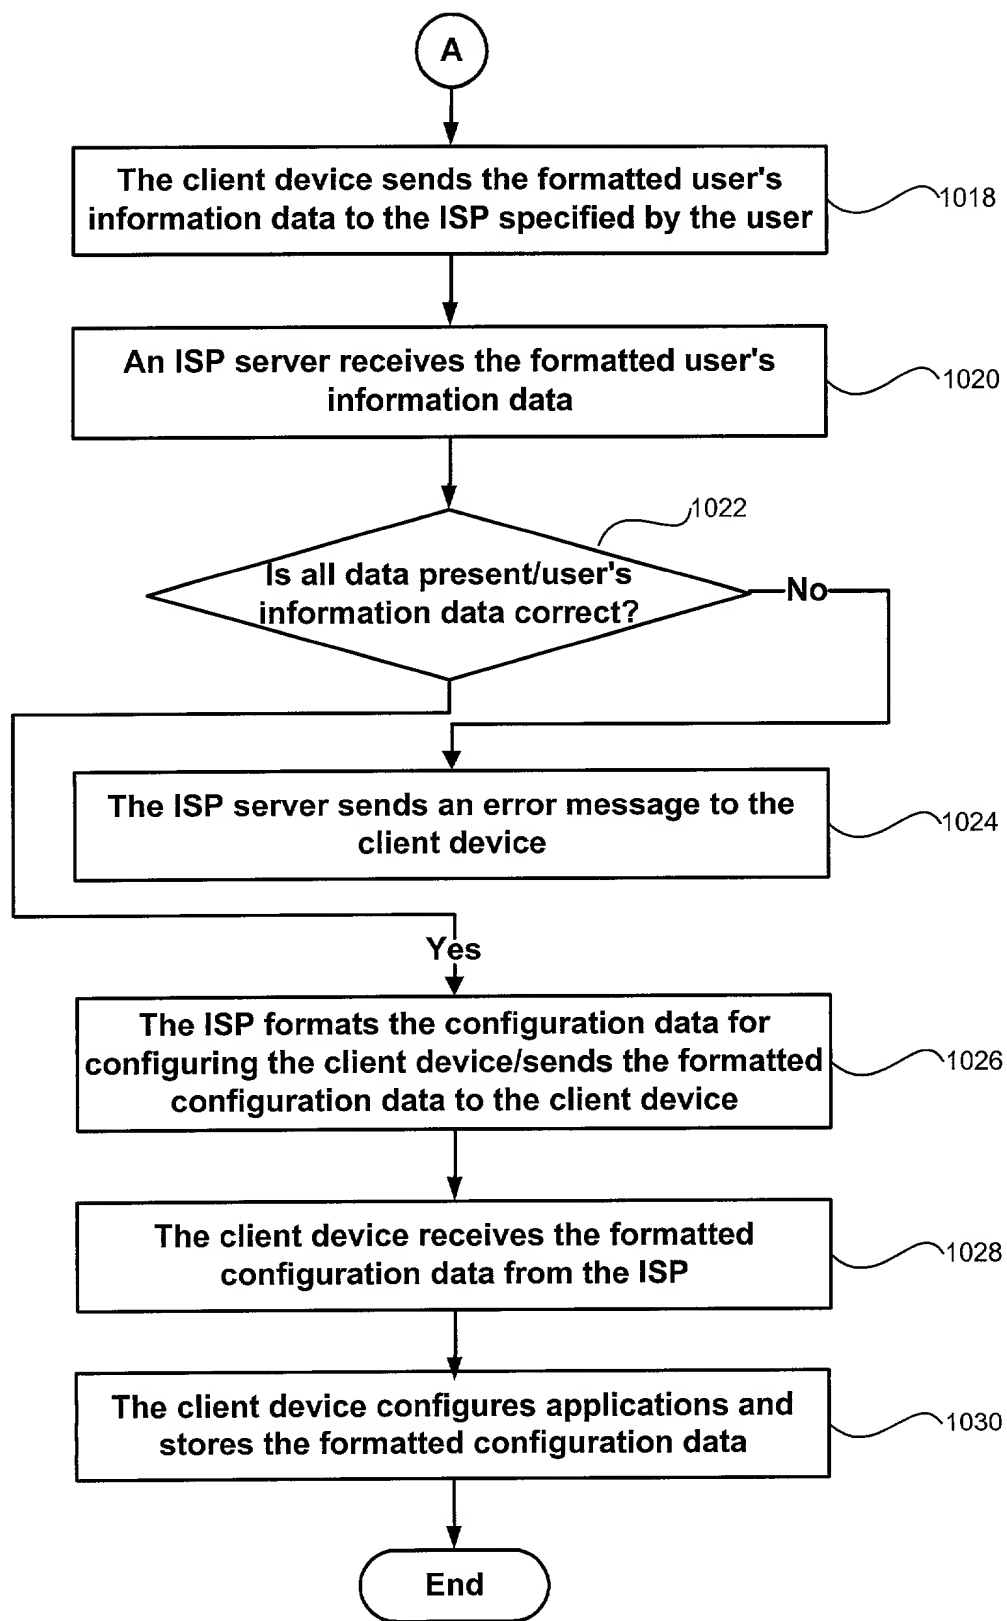 A
The client device sends the formatted user's
information data to the ISP specified by the user
1018
An ISP server receives the formatted user's
information data
1020
1022
Is all data present/user's
information data correct?
No
The ISP server sends an error message to the
client device
1024
Yes
The ISP formats the configuration data for
configuring the client device/sends the formatted
configuration data to the client device
1026
The client device receives the formatted
configuration data from the ISP
1028
The client device configures applications and
stores the formatted configuration data
1030
End